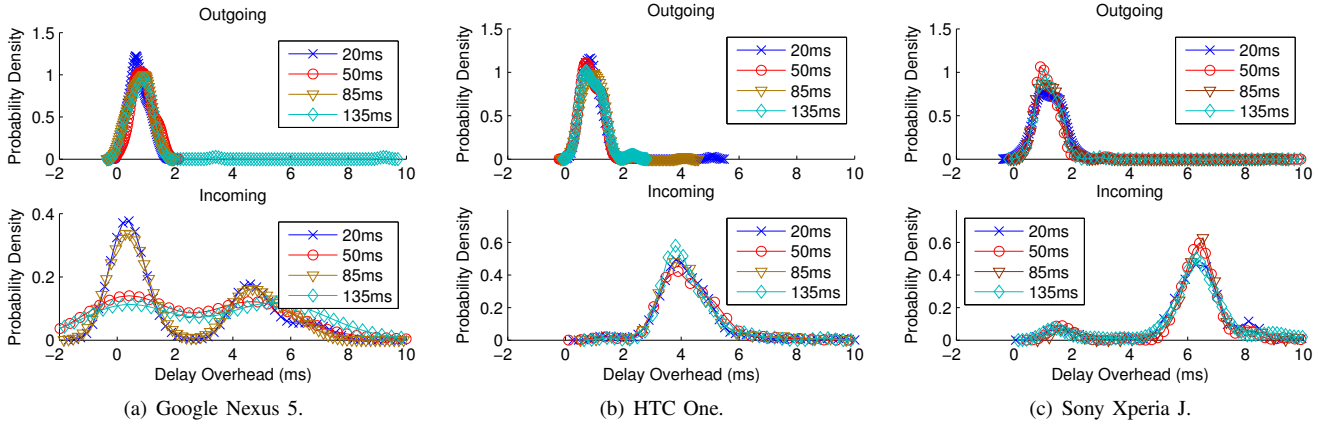 Outgoing
Probability Density
1.5
1
0.5
0
−2 0 2 4 6 8 10
20ms
50ms
85ms
135ms
Incoming
Probability Density
0.4
0.2
0
−2 0 2 4 6 8 10
Delay Overhead (ms)
20ms
50ms
85ms
135ms
(a) Google Nexus 5.
Outgoing
Probability Density
1.5
1
0.5
0
−2 0 2 4 6 8 10
20ms
50ms
85ms
135ms
Incoming
Probability Density
0.6
0.4
0.2
0
−2 0 2 4 6 8 10
Delay Overhead (ms)
20ms
50ms
85ms
135ms
(b) HTC One.
Outgoing
Probability Density
1.5
1
0.5
0
−2 0 2 4 6 8 10
20ms
50ms
85ms
135ms
Incoming
Probability Density
0.6
0.4
0.2
0
−2 0 2 4 6 8 10
Delay Overhead (ms)
20ms
50ms
85ms
135ms
(c) Sony Xperia J.